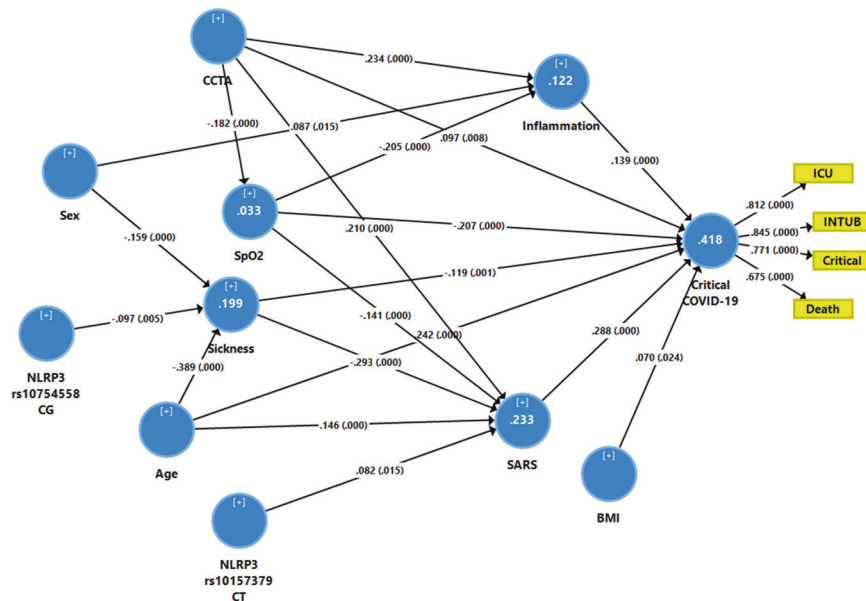 [+]
CCTA
.234 (.000)
[+]
.122
Inflammation
-.182 (.000)
.087 (.015)
-.205 (.000)
.097 (.008)
.139 (.000)
[+]
Sex
ICU
.812 (.000)
[+]
.033
SpO2
.210 (.000)
-.207 (.000)
[+]
.418
Critical
COVID-19
.845 (.000)
INTUB
.771 (.000)
Critical
.675 (.000)
Death
-.159 (.000)
-.119 (.001)
[+]
.199
Sickness
-.097 (.005)
-.141 (.000)
.242 (.000)
[+]
NLRP3
rs10754558
CG
-.389 (.000)
-.293 (.000)
.288 (.000)
.070 (.024)
[+]
Age
.146 (.000)
[+]
.233
SARS
.082 (.015)
[+]
BMI
[+]
NLRP3
rs10157379
CT